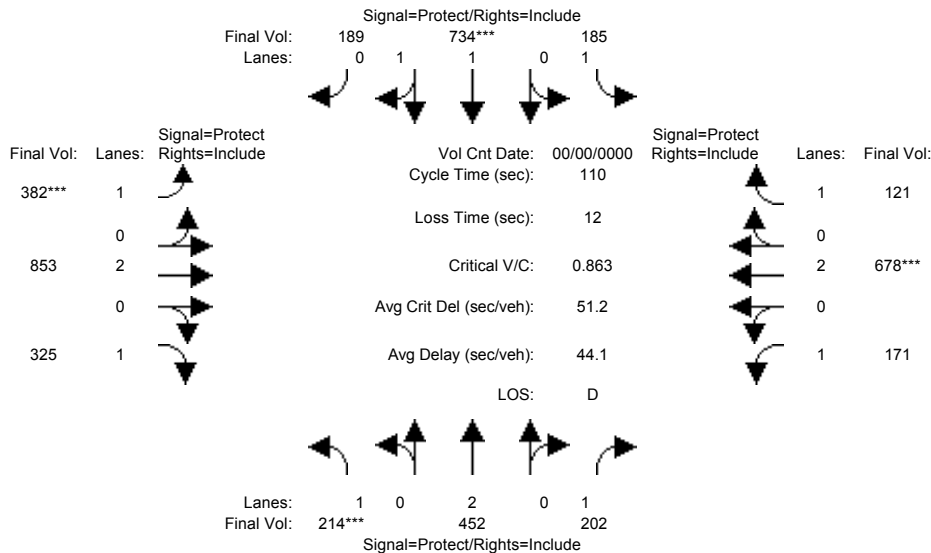 Signal=Protect/Rights=Include
Final Vol: 189 734*** 185
Lanes: 0 1 1 0 1
Signal=Protect Signal=Protect
Final Vol: Lanes: Rights=Include Vol Cnt Date: 00/00/0000 Rights=Include Lanes: Final Vol:
Cycle Time (sec): 110
382*** 1 1 121
Loss Time (sec): 12
0 0
853 2 Critical V/C: 0.863 2 678***
0 Avg Crit Del (sec/veh): 51.2 0
325 1 Avg Delay (sec/veh): 44.1 1 171
LOS: D
Lanes: 1 0 2 0 1
Final Vol: 214*** 452 202
Signal=Protect/Rights=Include